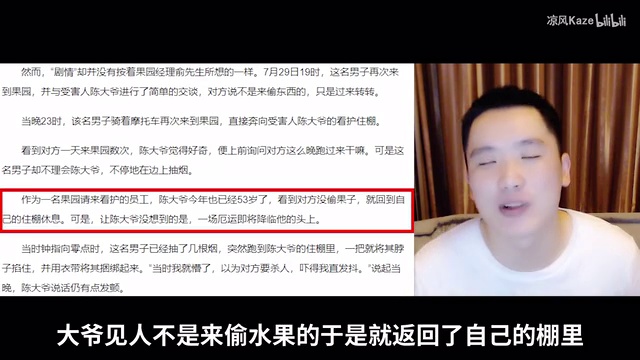 凉风Kaze bilibili
然而，“剧情”却并没有按着果园经理俞先生所想的一样。7月29日19时，这名男子再次来
到果园，并与受害人陈大爷进行了简单的交谈，对方说不是来偷东西的，只是过来转转。
当晚23时，该名男子骑着摩托车再次来到果园，直接奔向受害人陈大爷的看护住棚。
看到对方一天来果园数次，陈大爷觉得好奇，便上前询问对方这么晚跑过来干嘛。可是这
名男子却不理会陈大爷，不停地在边上抽烟。
作为一名果园请来看护的员工，陈大爷今年也已经53岁了，看到对方没偷果子，就回到自
己的住棚休息。可是，让陈大爷没想到的是，一场厄运即将降临他的头上。
当时钟指向零点时，这名男子已经抽了几根烟，突然跑到陈大爷的住棚里，一把就将其脖
子掐住，并用衣带将其捆绑起来。“当时我就懵了，以为对方要杀人，吓得我直发抖。”说起当
晚，陈大爷说话仍有点发颤。
大爷见人不是来偷水果的于是就返回了自己的棚里